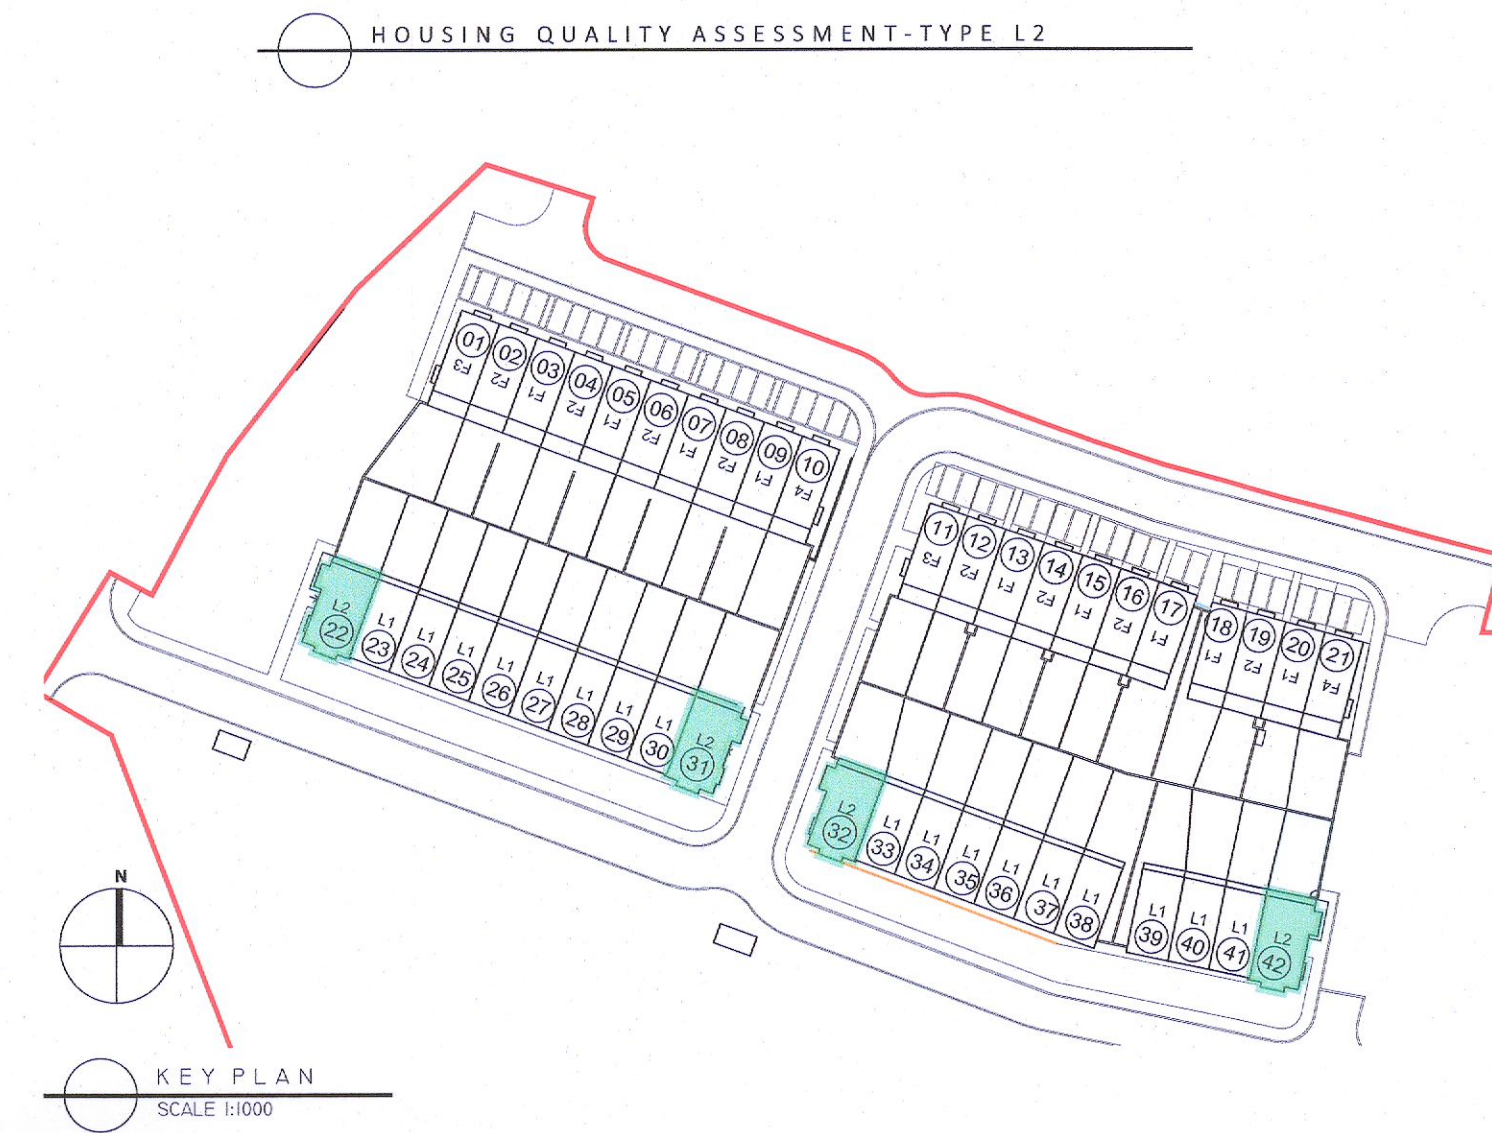 HOUSING QUALITY ASSESSMENT-TYPE L2
01 02 03 04 05 06 07 08 09 10
F3 F2 F1 F2 F1 F2 F1 F2 F1 F4
11 12 13 14 15 16 17 18 19 20 21
F3 F2 F1 F2 F1 F2 F1 F1 F2 F1 F4
L2 L1 L1 L1 L1 L1 L1 L1 L1 L2
22 23 24 25 26 27 28 29 30 31
L2 L1 L1 L1 L1 L1 L1 L1 L1 L1 L2
32 33 34 35 36 37 38 39 40 41 42
N
KEY PLAN
SCALE 1:1000